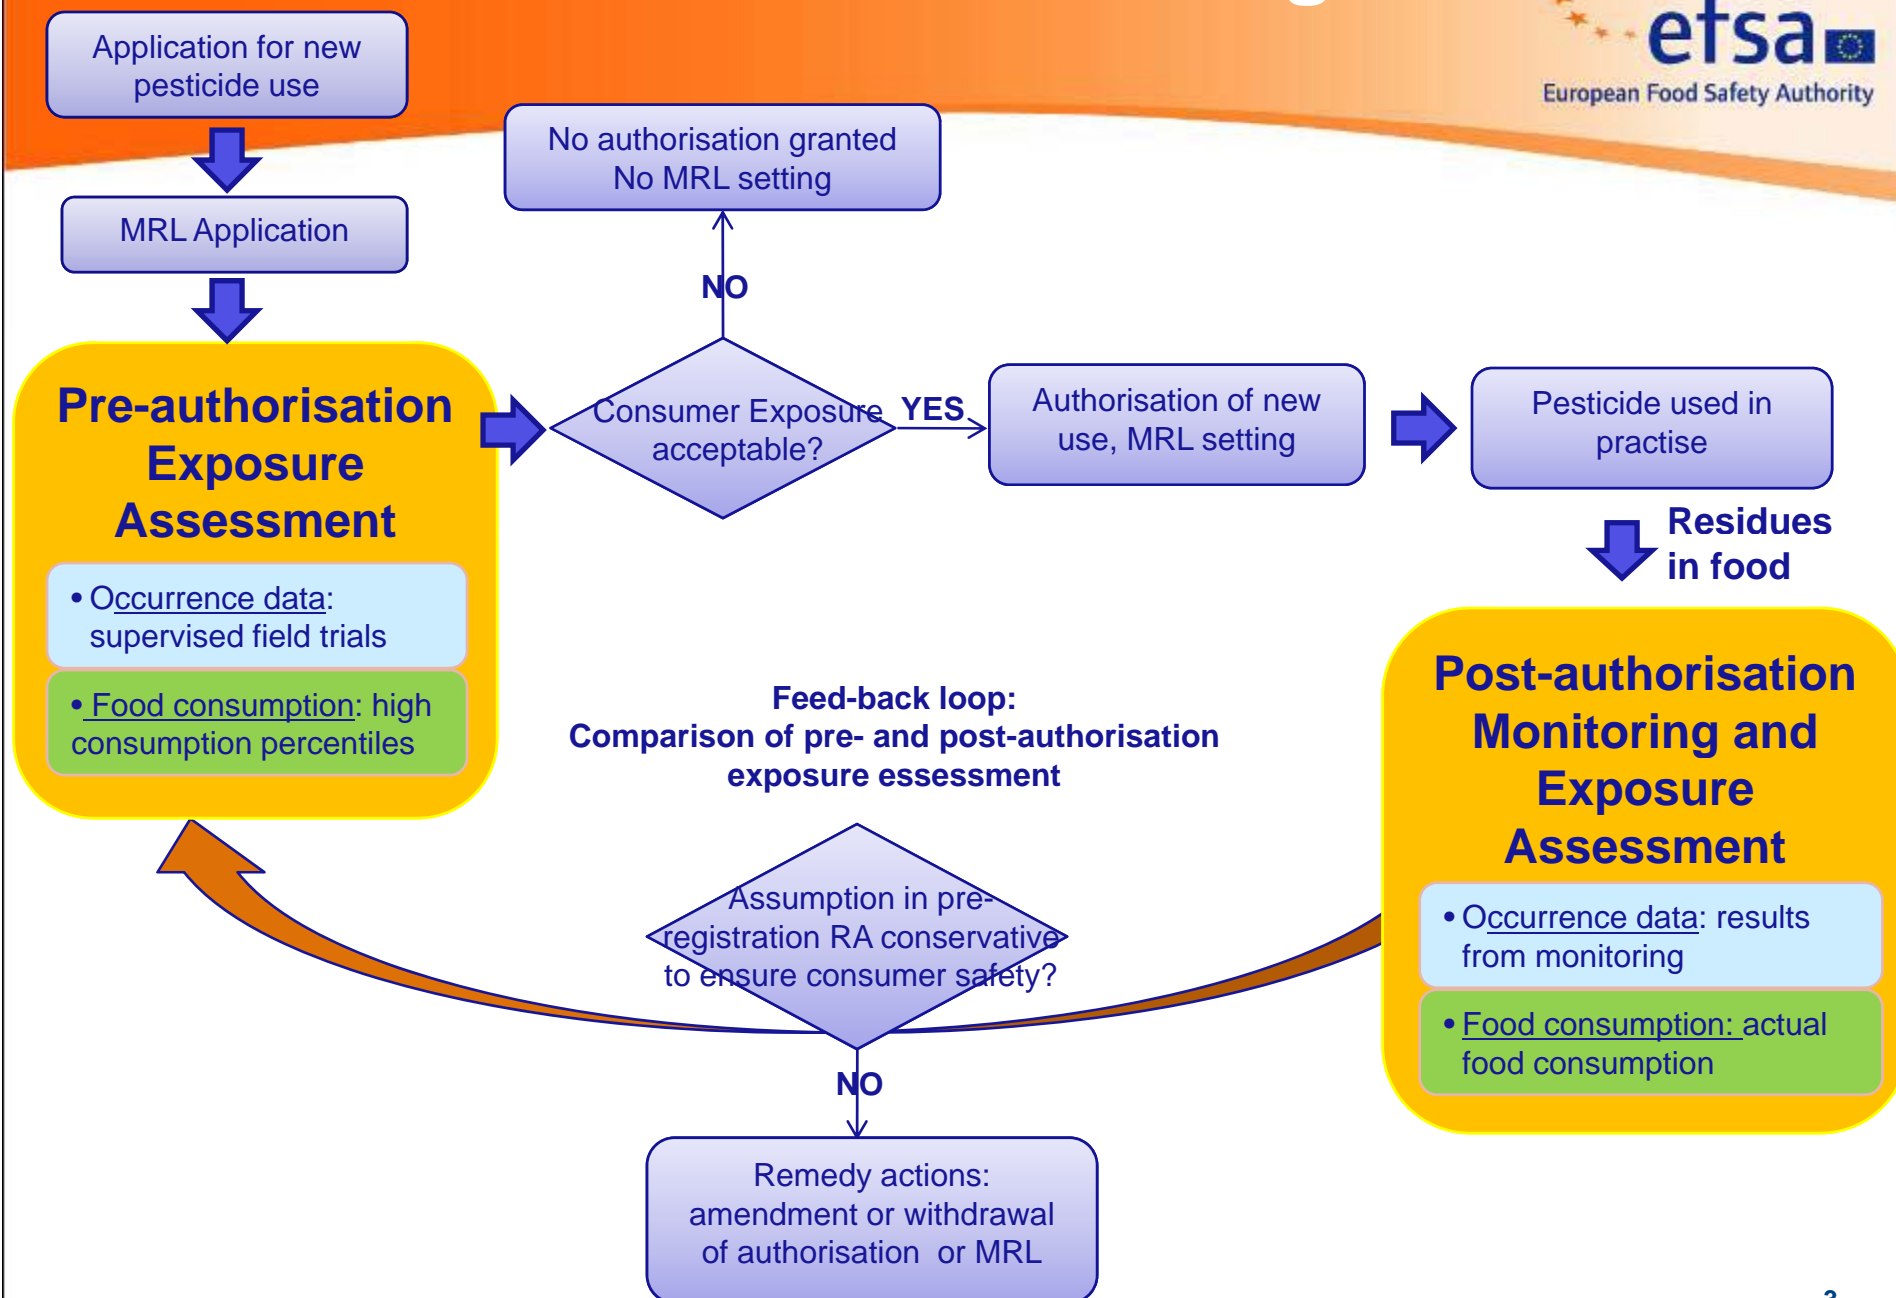 efsa
European Food Safety Authority
Application for new
pesticide use
MRL Application
No authorisation granted
No MRL setting
NO
Pre-authorisation
Exposure
Assessment
• Occurrence data:
supervised field trials
• Food consumption: high
consumption percentiles
Consumer Exposure
acceptable?
YES
Authorisation of new
use, MRL setting
Pesticide used in
practise
Residues
in food
Feed-back loop:
Comparison of pre- and post-authorisation
exposure essessment
Post-authorisation
Monitoring and
Exposure
Assessment
• Occurrence data: results
from monitoring
• Food consumption: actual
food consumption
Assumption in pre-
registration RA conservative
to ensure consumer safety?
NO
Remedy actions:
amendment or withdrawal
of authorisation or MRL